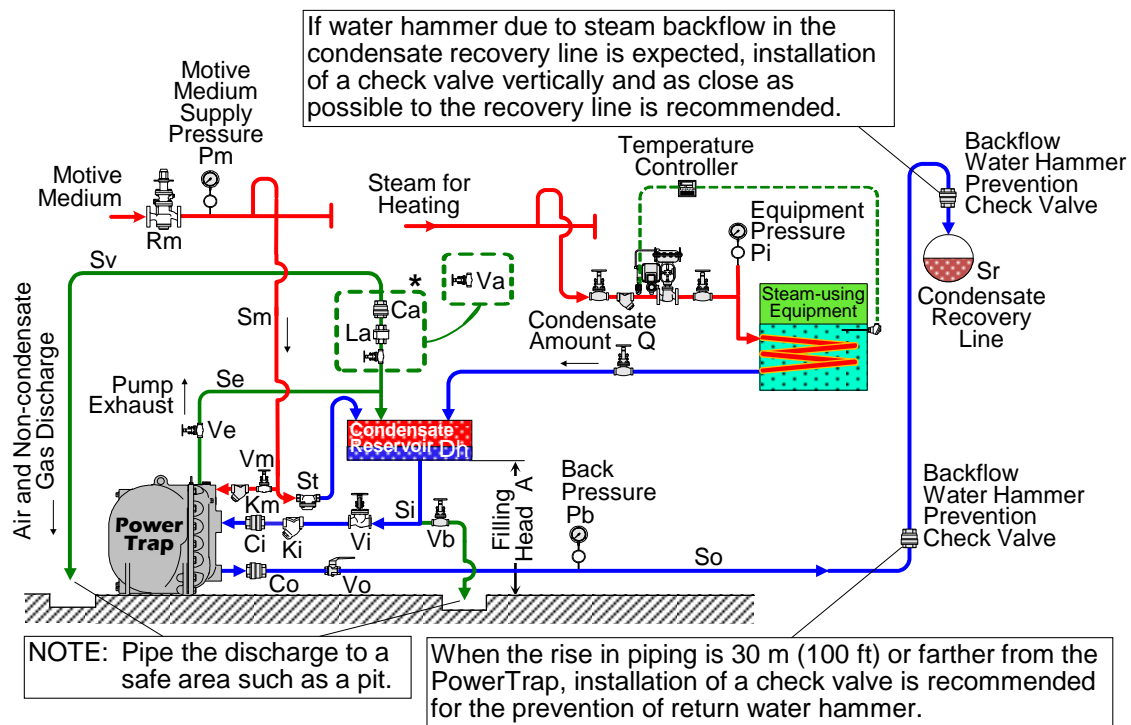 If water hammer due to steam backflow in the
condensate recovery line is expected, installation
of a check valve vertically and as close as
possible to the recovery line is recommended.
Motive
Medium
Supply
Pressure
Pm
Motive
Medium
Rm
Steam for
Heating
Temperature
Controller
Equipment
Pressure
Pi
Backflow
Water Hammer
Prevention
Check Valve
Sr
Condensate
Recovery
Line
Sv
*
Va
Ca
La
Sm
Condensate
Amount Q
Steam-using
Equipment
Air and Non-condensate
Gas Discharge
Pump
Exhaust
Se
Ve
Condensate
Reservoir Dh
Vm
Km
St
Si
Power
Trap
Ci
Ki
Vi
Vb
Filling
Head A
Back
Pressure
Pb
So
Co
Vo
Backflow
Water Hammer
Prevention
Check Valve
NOTE: Pipe the discharge to a
safe area such as a pit.
When the rise in piping is 30 m (100 ft) or farther from the
PowerTrap, installation of a check valve is recommended
for the prevention of return water hammer.